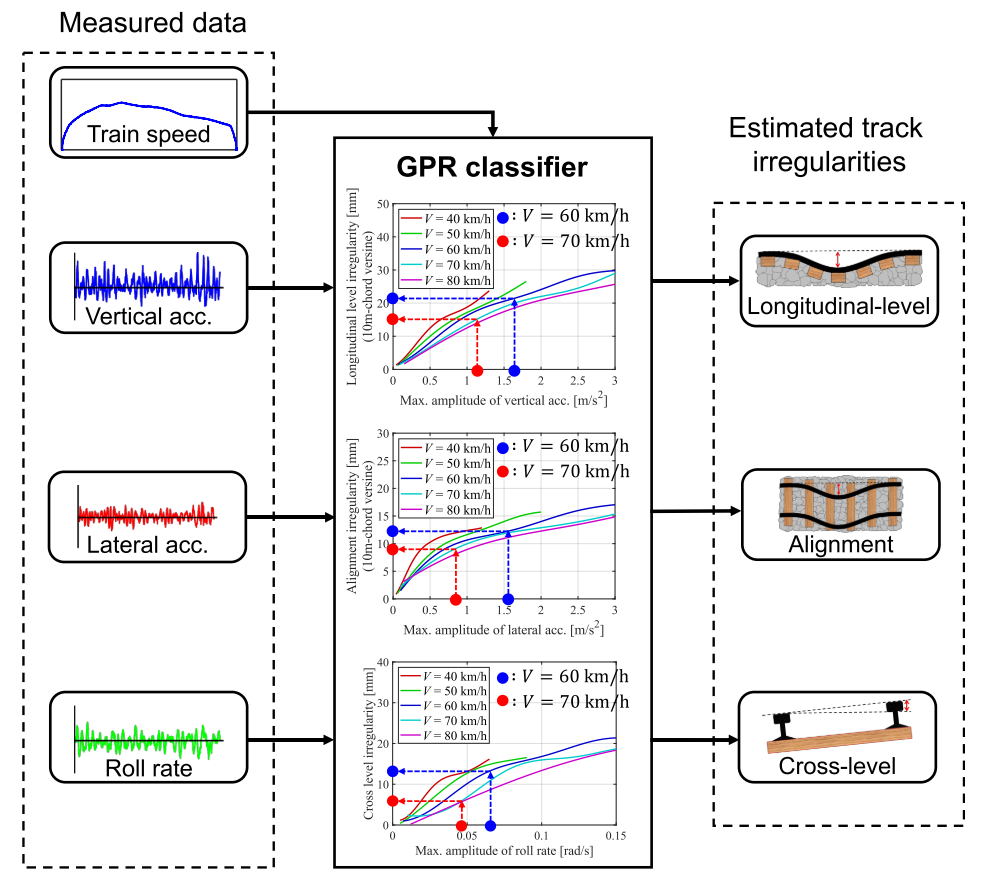 Measured data
Train speed
Vertical acc.
Lateral acc.
Roll rate
GPR classifier
Longitudinal level irregularity [mm]
(10m-chord versine)
50
40
30
20
10
0
V = 40 km/h
V = 50 km/h
V = 60 km/h
V = 70 km/h
V = 80 km/h
: V = 60 km/h
: V = 70 km/h
0 0.5 1 1.5 2 2.5 3
Max. amplitude of vertical acc. [m/s²]
Alignment irregularity [mm]
(10m-chord versine)
30
25
20
15
10
5
0
V = 40 km/h
V = 50 km/h
V = 60 km/h
V = 70 km/h
V = 80 km/h
: V = 60 km/h
: V = 70 km/h
0 0.5 1 1.5 2 2.5 3
Max. amplitude of lateral acc. [m/s²]
Cross level irregularity [mm]
40
30
20
10
0
V = 40 km/h
V = 50 km/h
V = 60 km/h
V = 70 km/h
V = 80 km/h
: V = 60 km/h
: V = 70 km/h
0 0.05 0.1 0.15
Max. amplitude of roll rate [rad/s]
Estimated track
irregularities
Longitudinal-level
Alignment
Cross-level